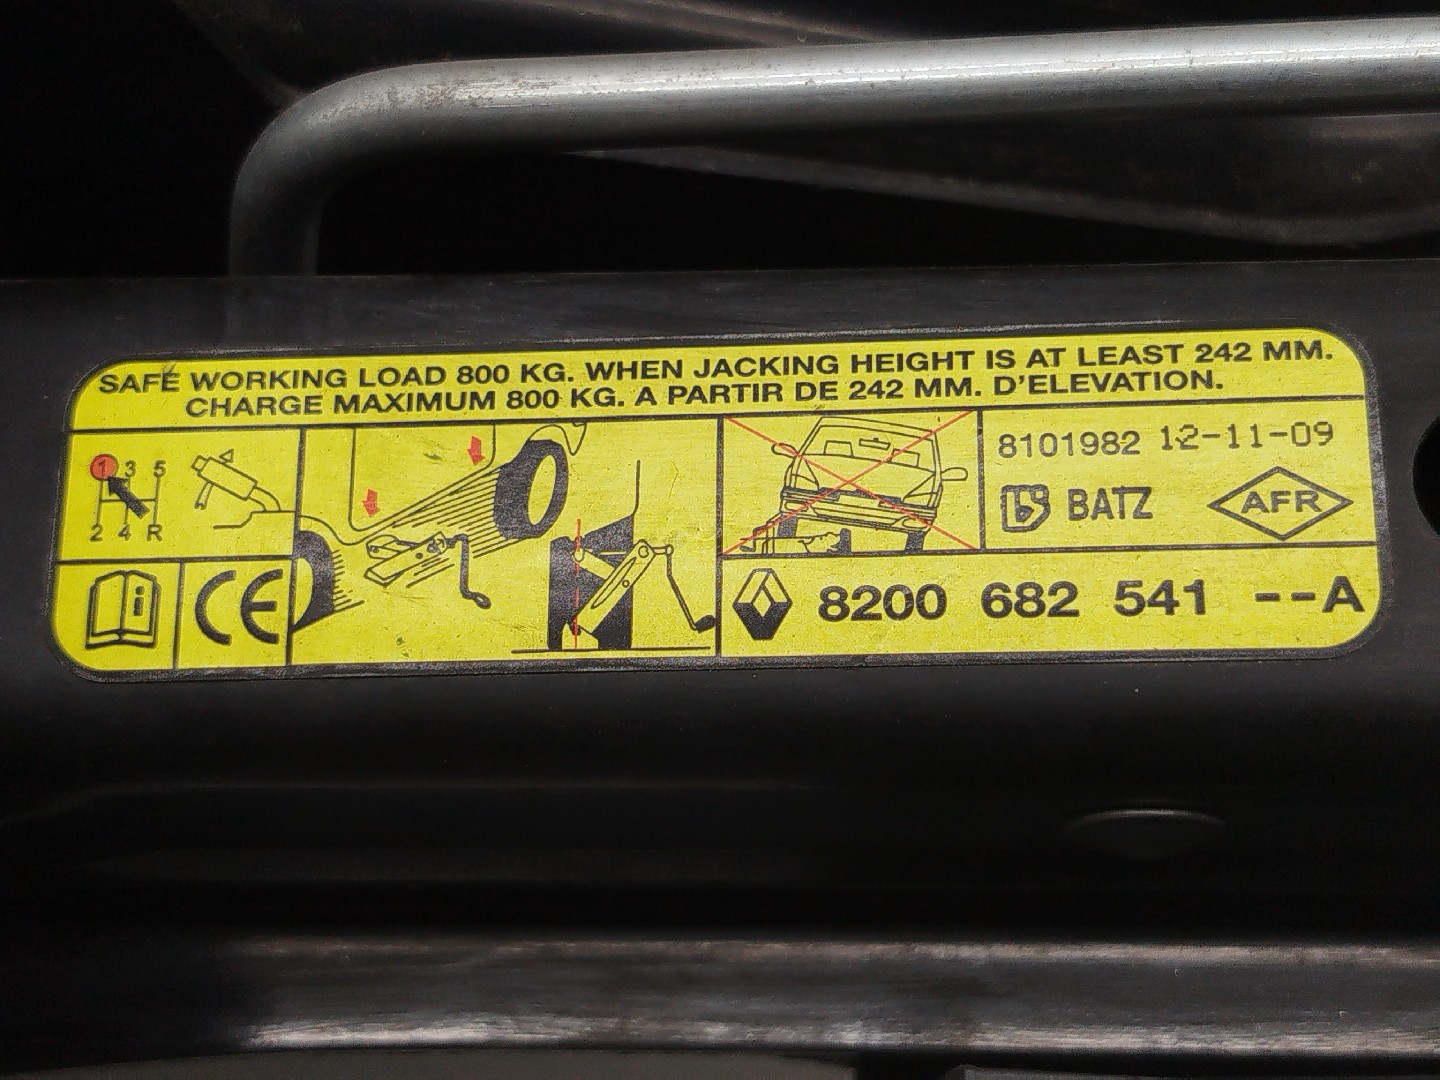 SAFE WORKING LOAD 800 KG. WHEN JACKING HEIGHT IS AT LEAST 242 MM.
CHARGE MAXIMUM 800 KG. A PARTIR DE 242 MM. D'ELEVATION.
1 3 5
2 4 R
i
CE
8101982 12-11-09
BATZ
AFR
8200 682 541 --A